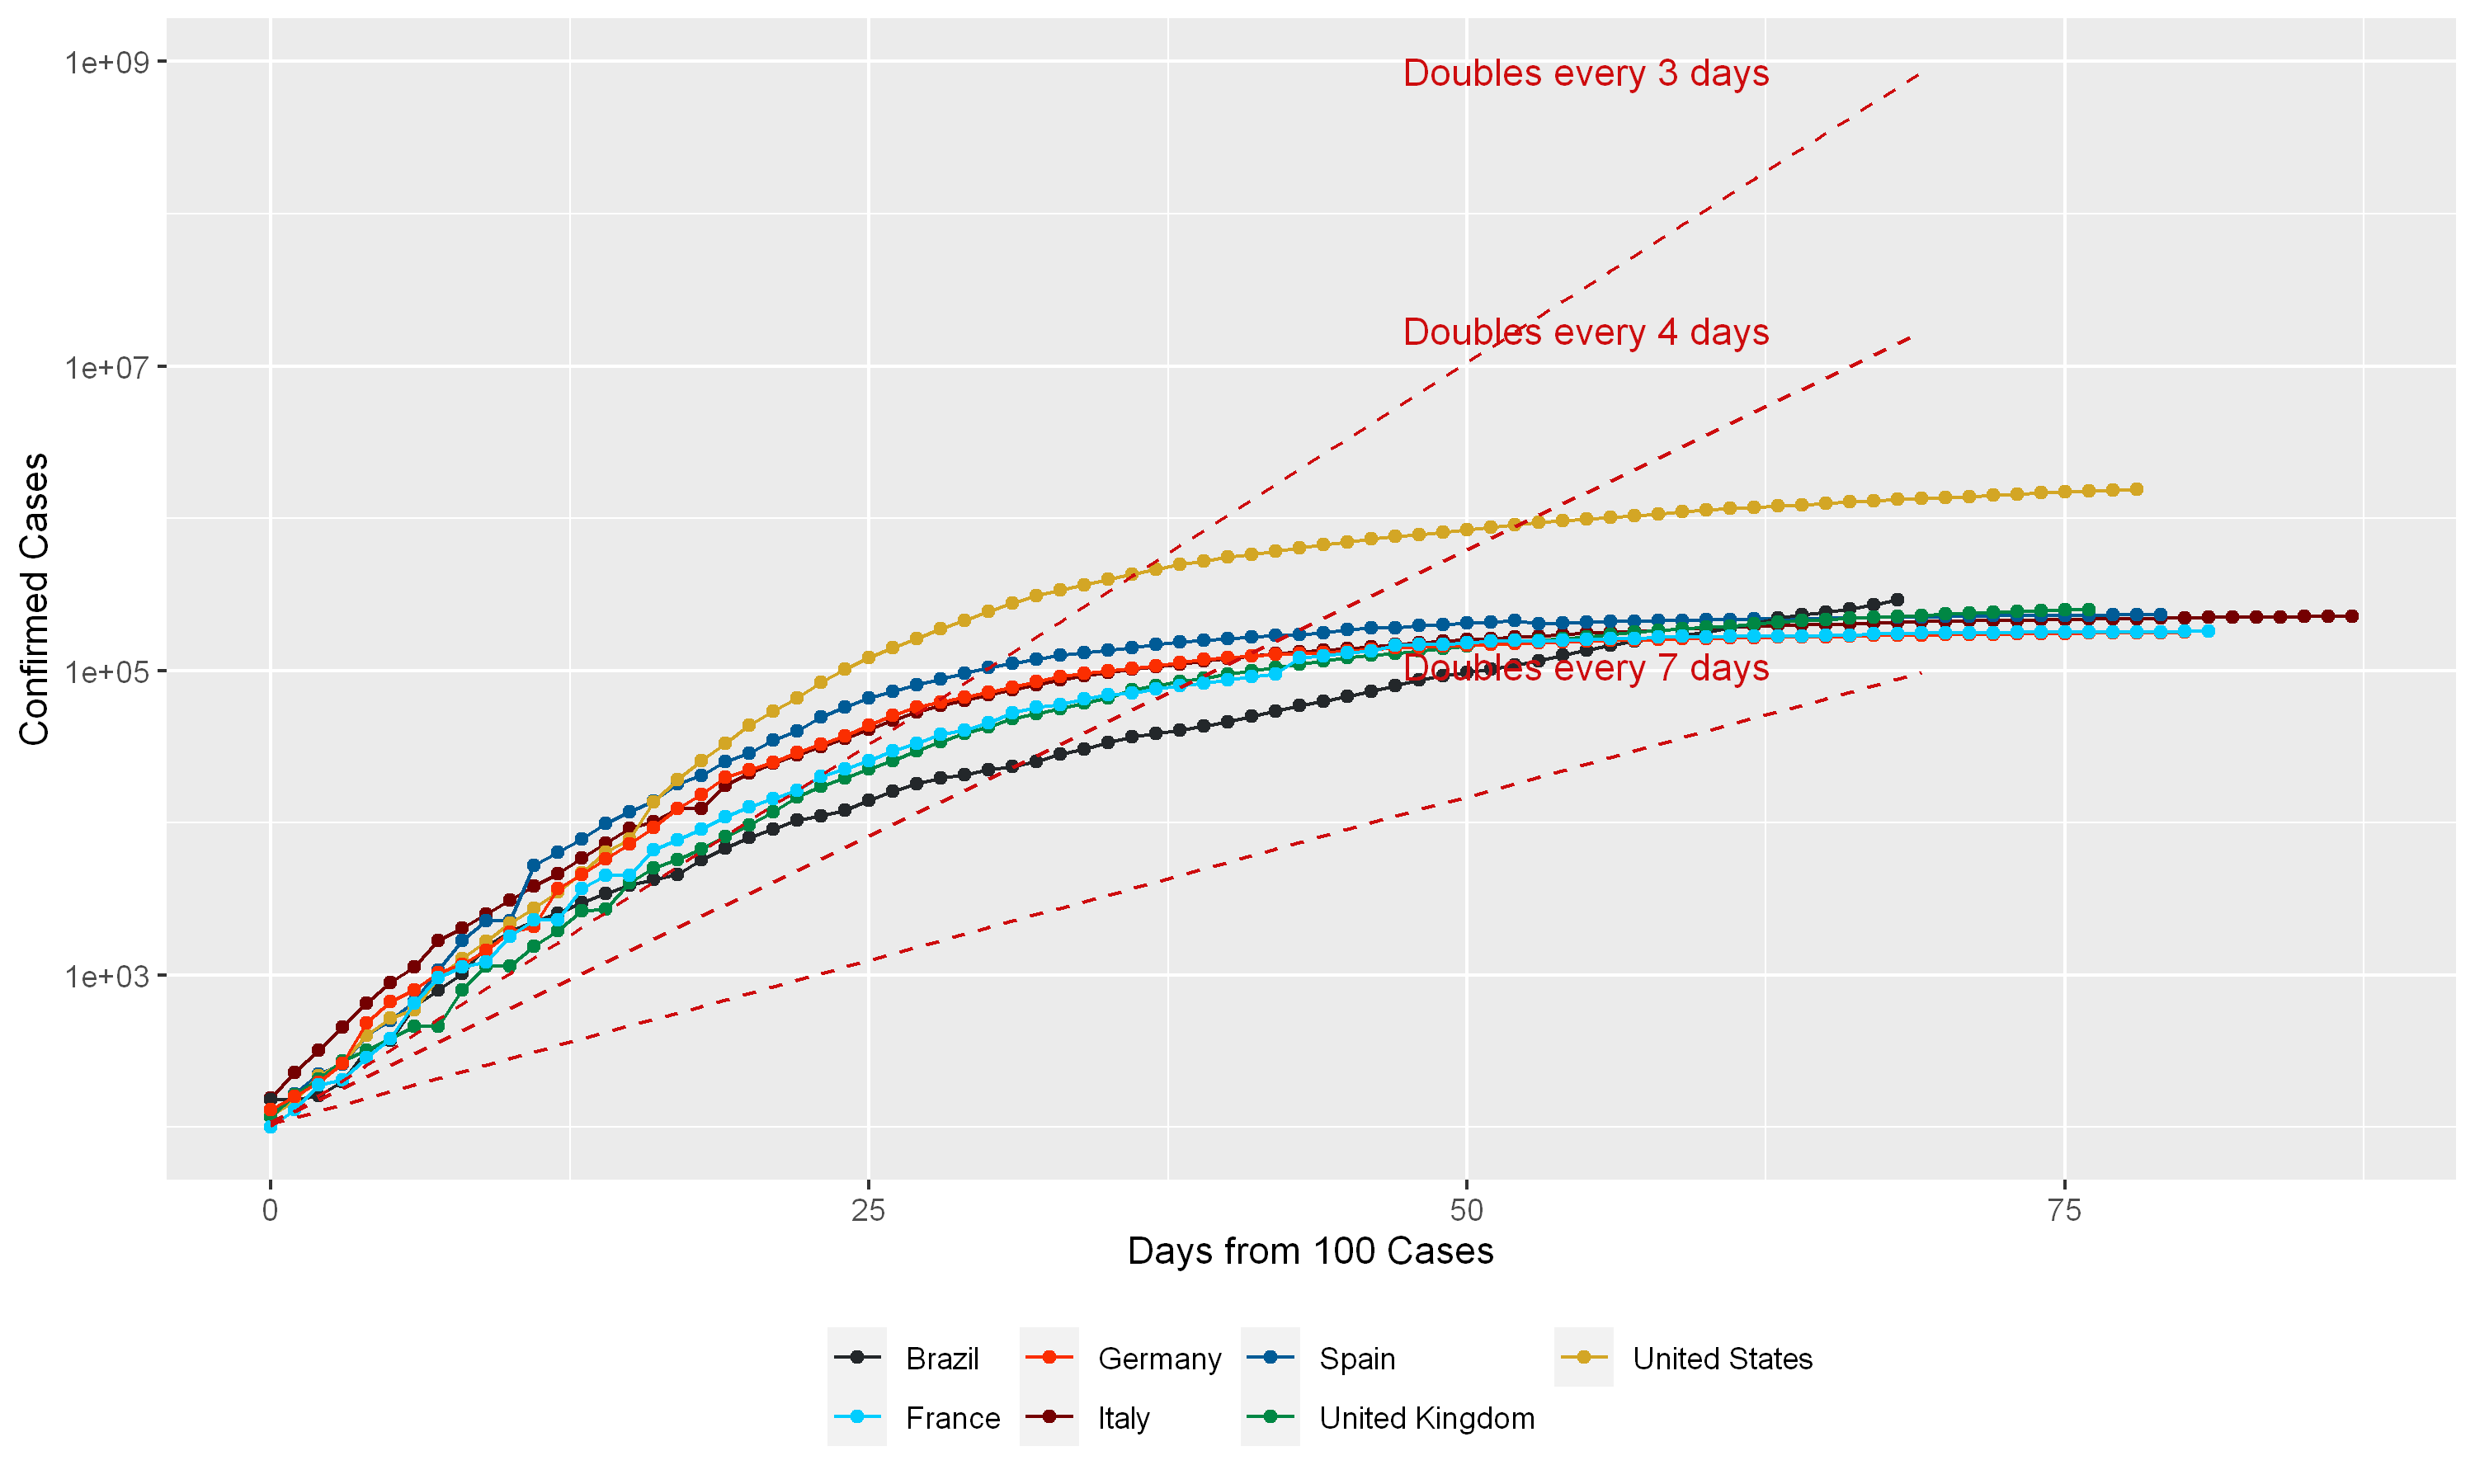 1e+09
1e+07
1e+05
1e+03
Confirmed Cases
Doubles every 3 days
Doubles every 4 days
Doubles every 7 days
0 25 50 75
Days from 100 Cases
Brazil Germany Spain United States
France Italy United Kingdom